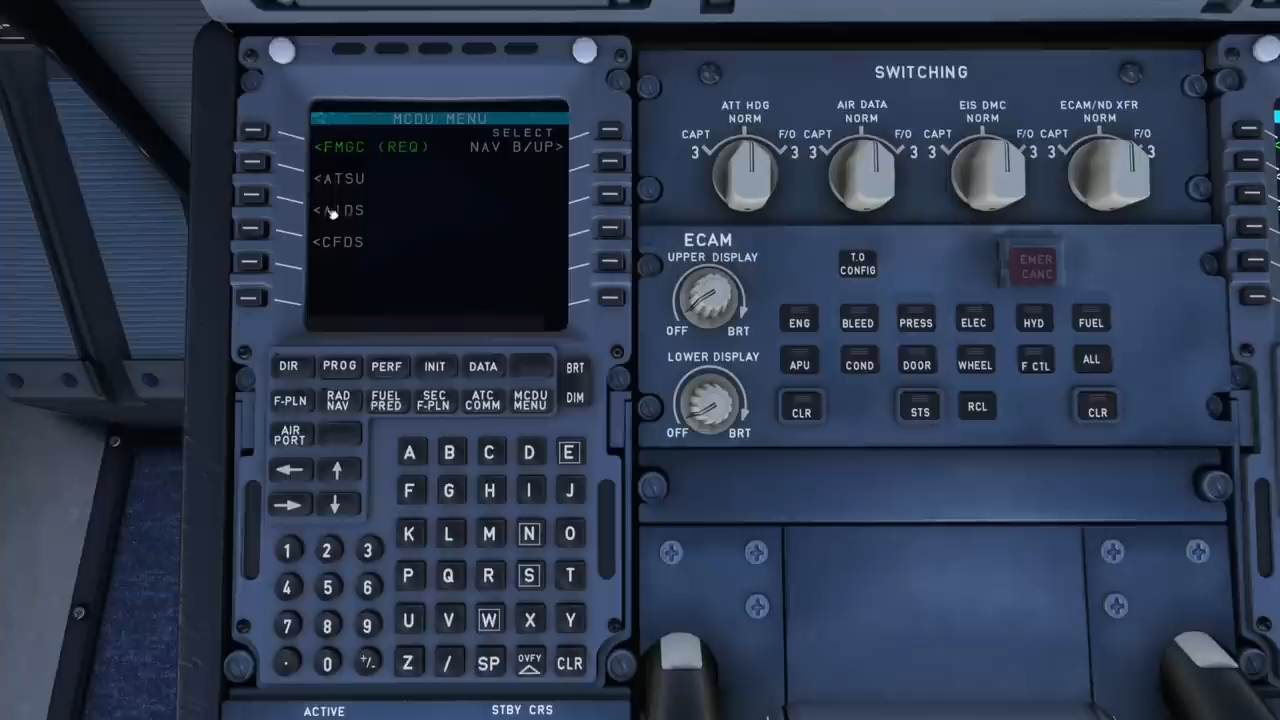 MCDU MENU
SELECT
<FMGC (REQ) NAV B/UP>
<ATSU
<AIDS
<CFDS
DIR PROG PERF INIT DATA BRT
F-PLN RAD NAV FUEL PRED SEC F-PLN ATC COMM MCDU MENU DIM
AIR PORT
A B C D E
F G H I J
K L M N O
1 2 3
P Q R S T
4 5 6
U V W X Y
7 8 9
Z / SP OVFY CLR
. 0 +/-
ACTIVE STBY CRS
SWITCHING
ATT HDG AIR DATA EIS DMC ECAM/ND XFR
NORM NORM NORM NORM
CAPT F/O CAPT F/O CAPT F/O CAPT F/O
3 3 3 3 3 3 3 3
ECAM
UPPER DISPLAY
OFF BRT
T.O CONFIG
EMER CANC
ENG BLEED PRESS ELEC HYD FUEL
LOWER DISPLAY
OFF BRT
APU COND DOOR WHEEL F CTL ALL
CLR STS RCL CLR